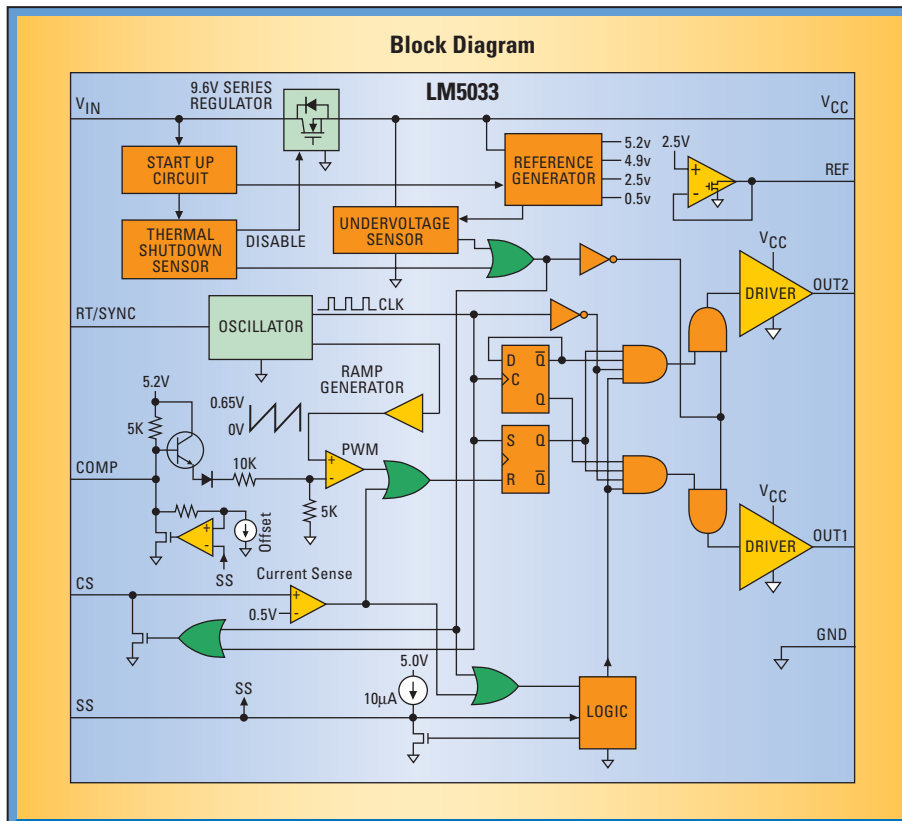 Block Diagram
LM5033
9.6V SERIES
REGULATOR
VIN
VCC
START UP
CIRCUIT
REFERENCE
GENERATOR
5.2v
4.9v
2.5v
0.5v
2.5V
+
-
REF
THERMAL
SHUTDOWN
SENSOR
DISABLE
UNDERVOLTAGE
SENSOR
VCC
DRIVER
OUT2
RT/SYNC
OSCILLATOR
CLK
RAMP
GENERATOR
D Q
C
Q
5.2V
0.65V
0V
5K
COMP
10K
+
-
PWM
S Q
R Q
5K
+
-
Offset
SS
VCC
DRIVER
OUT1
CS
Current Sense
+
-
0.5V
GND
5.0V
10µA
SS
SS
LOGIC